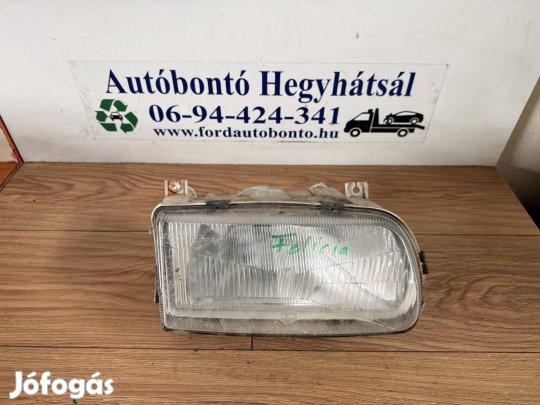 Autóbontó Hegyhátsál
06-94-424-341
www.fordautobonto.hu
Felicia
Jófogás